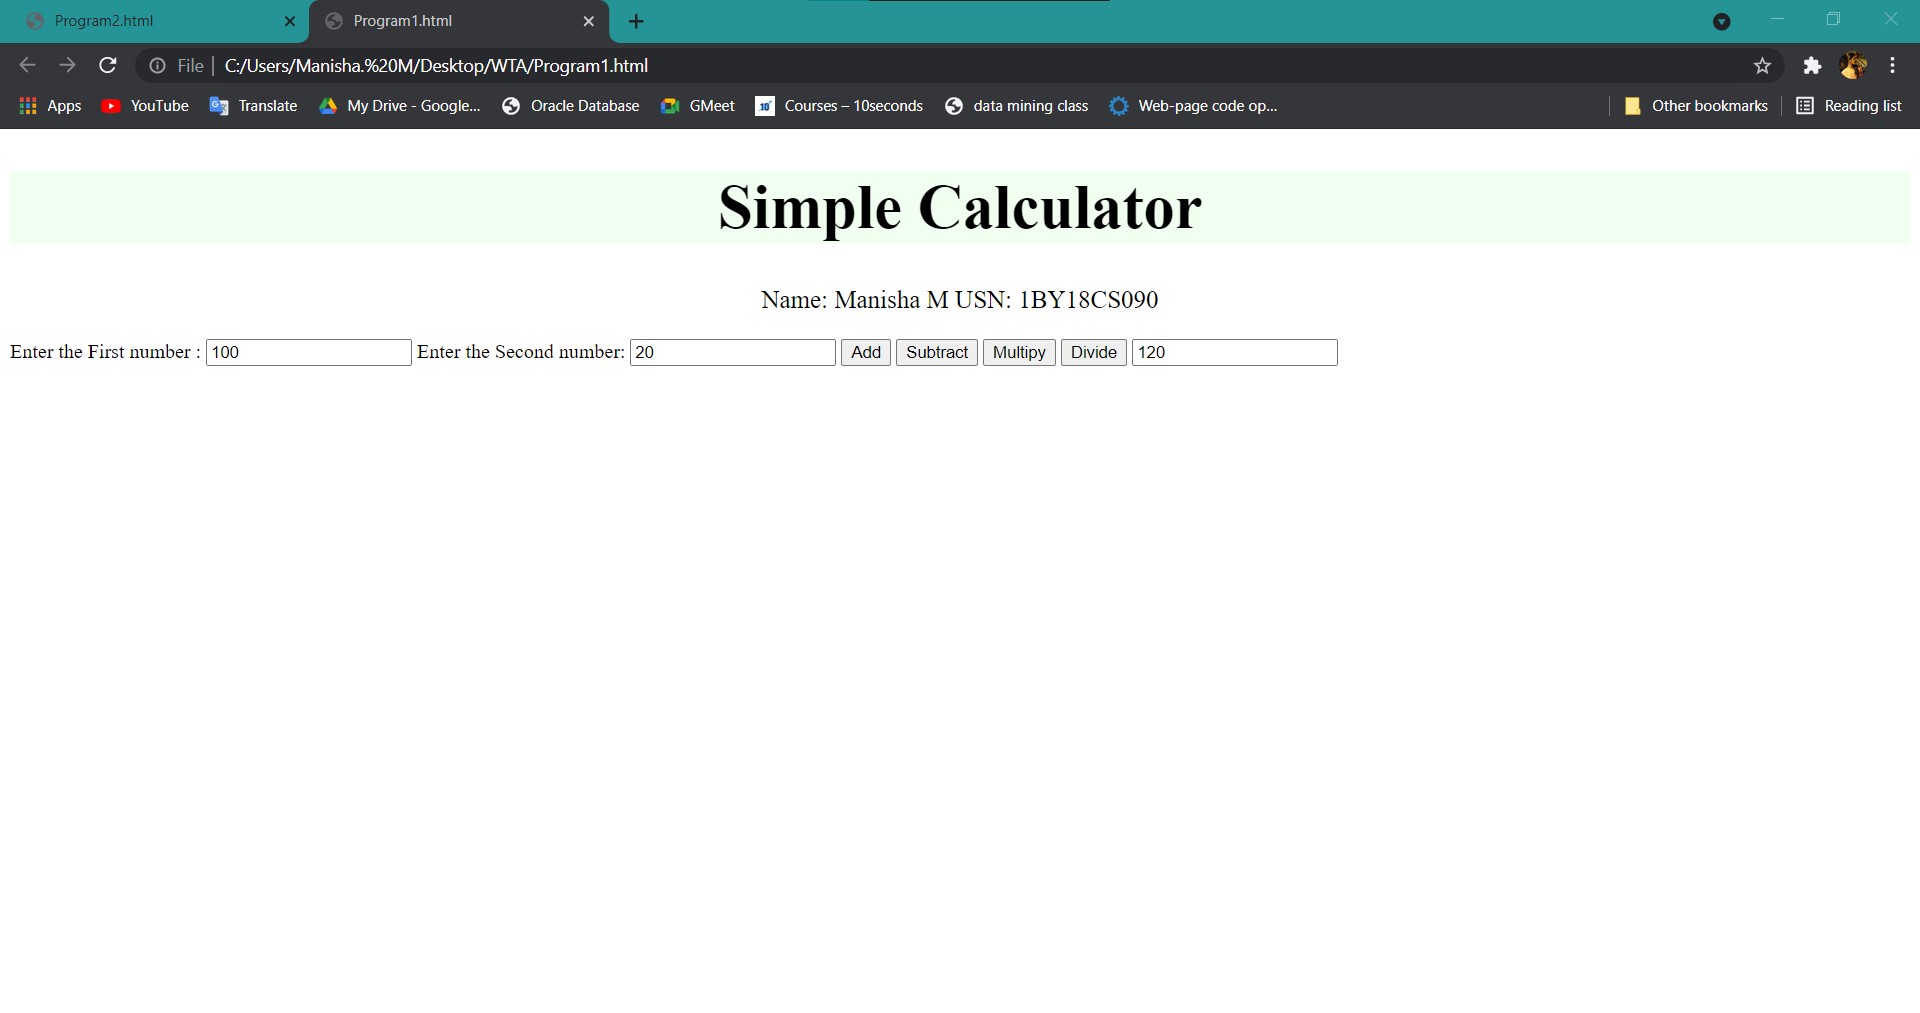 Program2.html Program1.html
File C:/Users/Manisha.%20M/Desktop/WTA/Program1.html
Apps YouTube Translate My Drive - Google... Oracle Database GMeet 10 Courses – 10seconds data mining class Web-page code op... Other bookmarks Reading list
Simple Calculator
Name: Manisha M USN: 1BY18CS090
Enter the First number : 100 Enter the Second number: 20 Add Subtract Multipy Divide 120